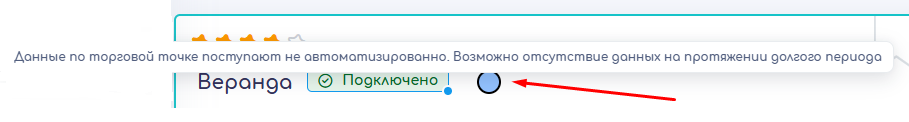 Данные по торговой точке поступают не автоматизированно. Возможно отсутствие данных на протяжении долгого периода
Веранда Подключено